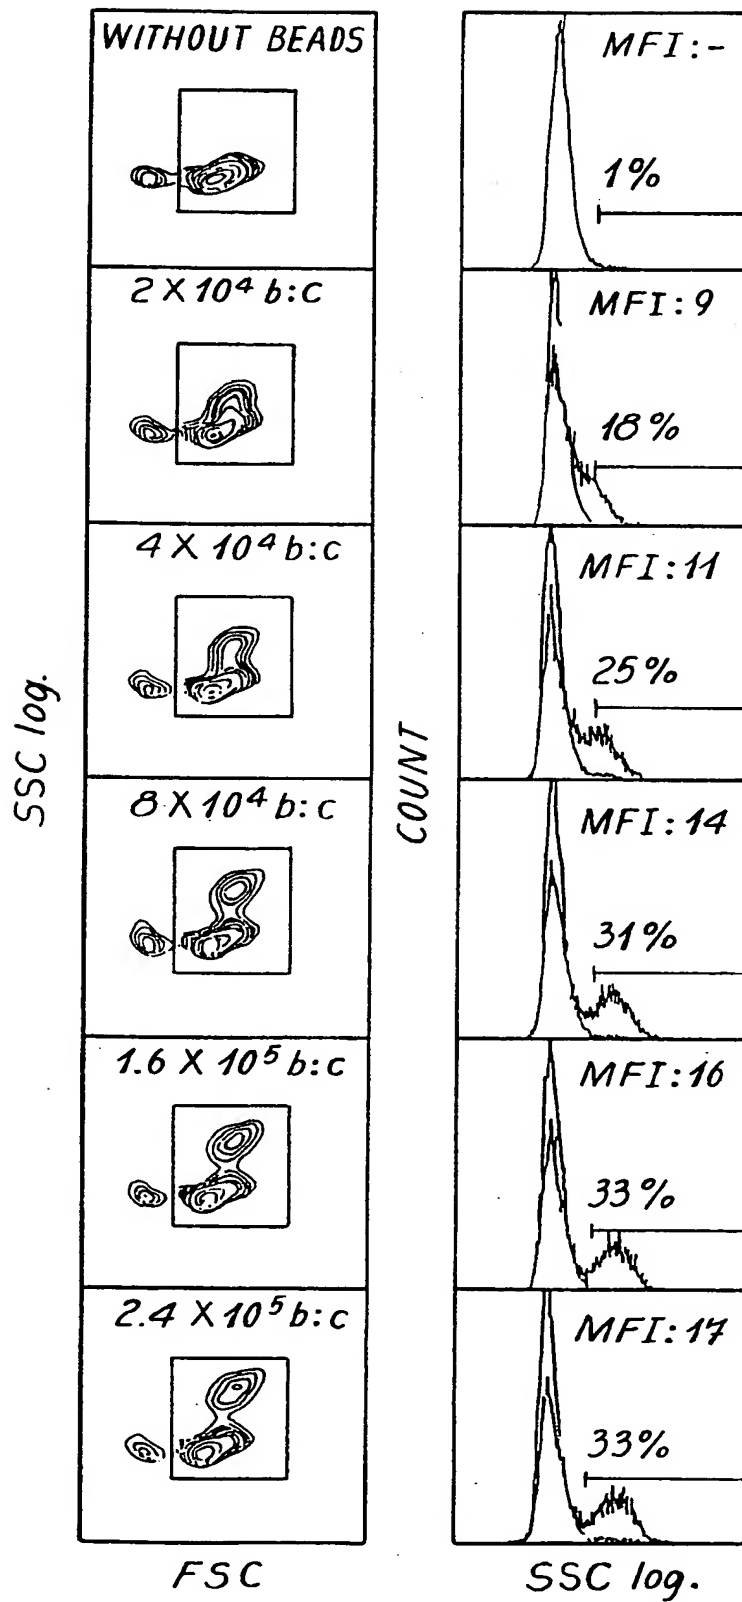 WITHOUT BEADS
MFI:-
1%
2 X 10⁴ b:c
MFI:9
18%
4 X 10⁴ b:c
MFI:11
25%
8 X 10⁴ b:c
MFI:14
31%
1.6 X 10⁵ b:c
MFI:16
33%
2.4 X 10⁵ b:c
MFI:17
33%
SSC log.
COUNT
FSC
SSC log.